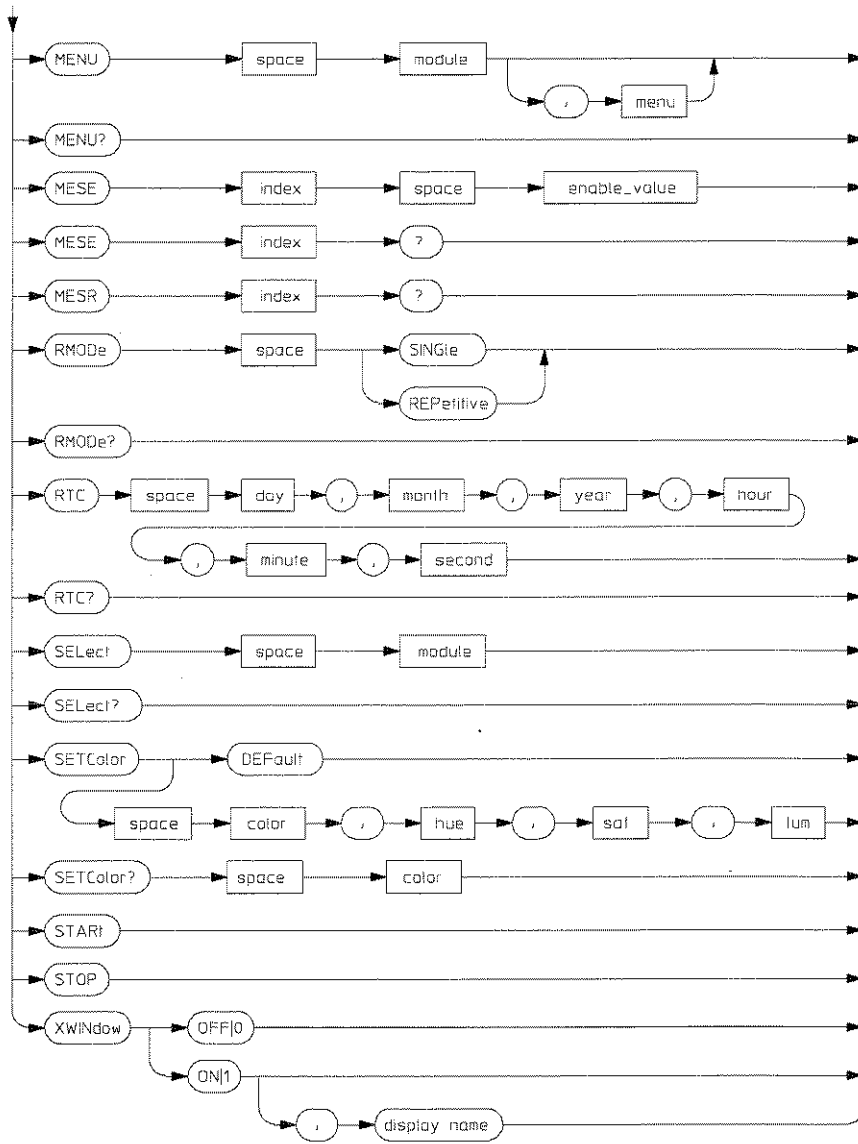 MENU space module
, menu
MENU?
MESE index space enable_value
MESE index ?
MESR index ?
RMODe space SINGle
REPetitive
RMODe?
RTC space day , month , year , hour
, minute , second
RTC?
SELect space module
SELect?
SETColor DEFault
space color , hue , sat , lum
SETColor? space color
STARt
STOP
XWINdow OFF|0
ON|1
, display name